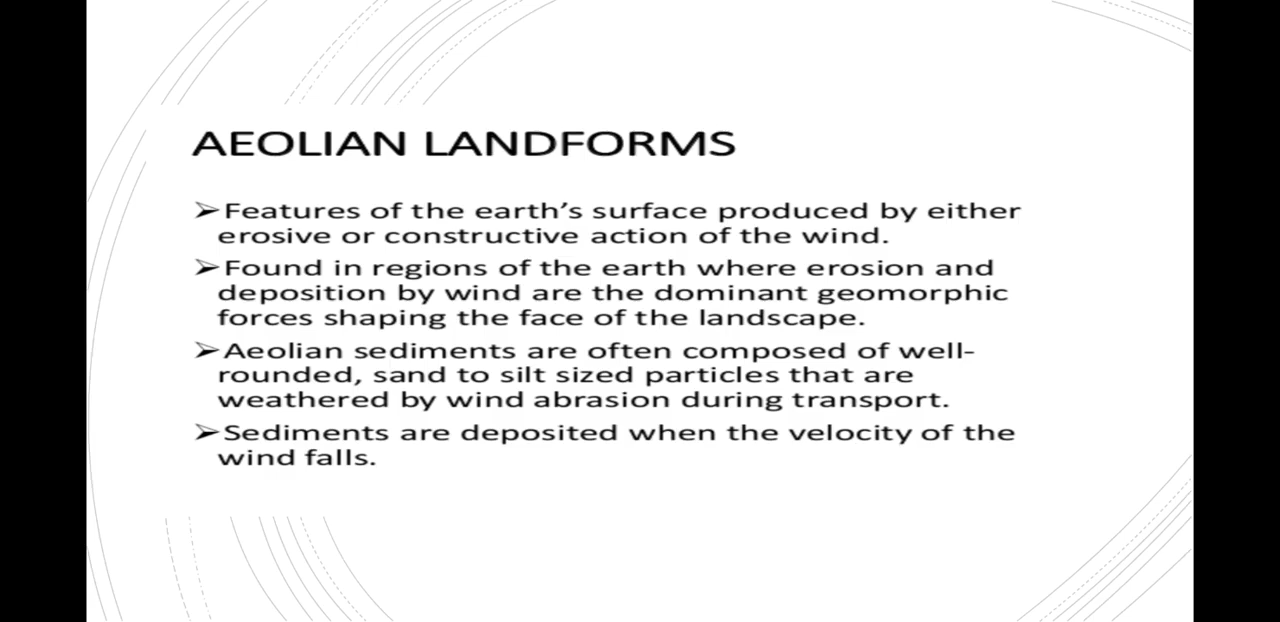 AEOLIAN LANDFORMS
➢Features of the earth’s surface produced by either
erosive or constructive action of the wind.
➢Found in regions of the earth where erosion and
deposition by wind are the dominant geomorphic
forces shaping the face of the landscape.
➢Aeolian sediments are often composed of well-
rounded, sand to silt sized particles that are
weathered by wind abrasion during transport.
➢Sediments are deposited when the velocity of the
wind falls.